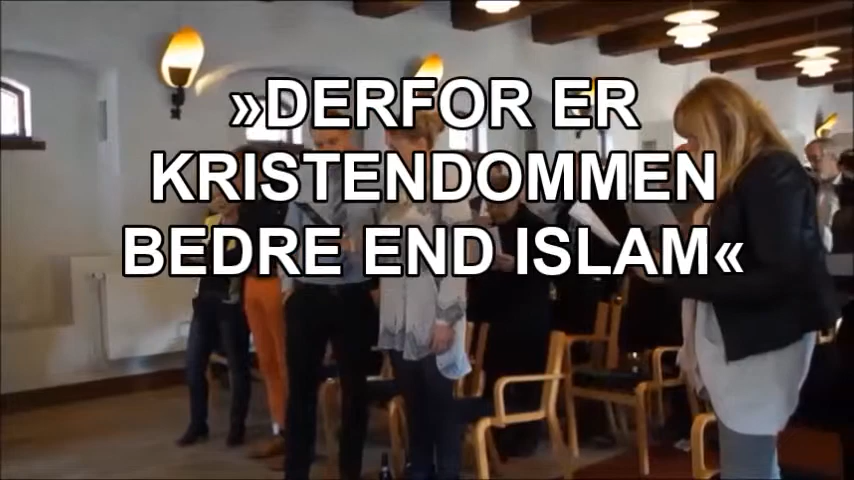 »DERFOR ER
KRISTENDOMMEN
BEDRE END ISLAM«